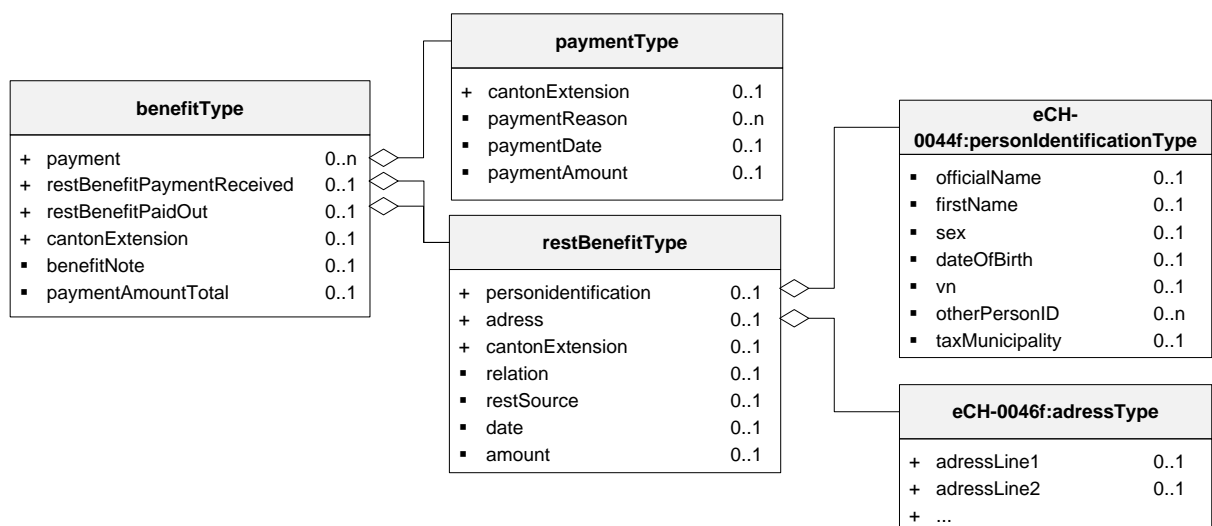 benefitType
+ payment 0..n
+ restBenefitPaymentReceived 0..1
+ restBenefitPaidOut 0..1
+ cantonExtension 0..1
▪ benefitNote 0..1
▪ paymentAmountTotal 0..1
paymentType
+ cantonExtension 0..1
▪ paymentReason 0..n
▪ paymentDate 0..1
▪ paymentAmount 0..1
restBenefitType
+ personidentification 0..1
+ adress 0..1
+ cantonExtension 0..1
▪ relation 0..1
▪ restSource 0..1
▪ date 0..1
▪ amount 0..1
eCH-
0044f:personIdentificationType
▪ officialName 0..1
▪ firstName 0..1
▪ sex 0..1
▪ dateOfBirth 0..1
▪ vn 0..1
▪ otherPersonID 0..n
▪ taxMunicipality 0..1
eCH-0046f:adressType
+ adressLine1 0..1
+ adressLine2 0..1
+ ...